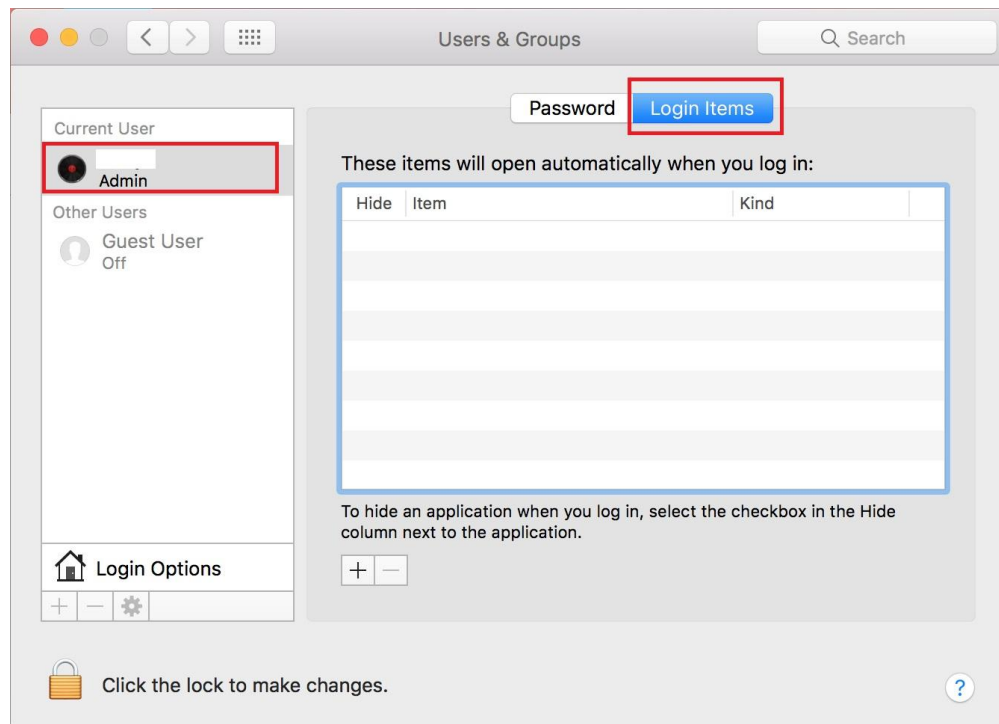 Users & Groups
Search
Current User
Admin
Other Users
Guest User
Off
Login Options
Password
Login Items
These items will open automatically when you log in:
Hide
Item
Kind
To hide an application when you log in, select the checkbox in the Hide
column next to the application.
Click the lock to make changes.
?